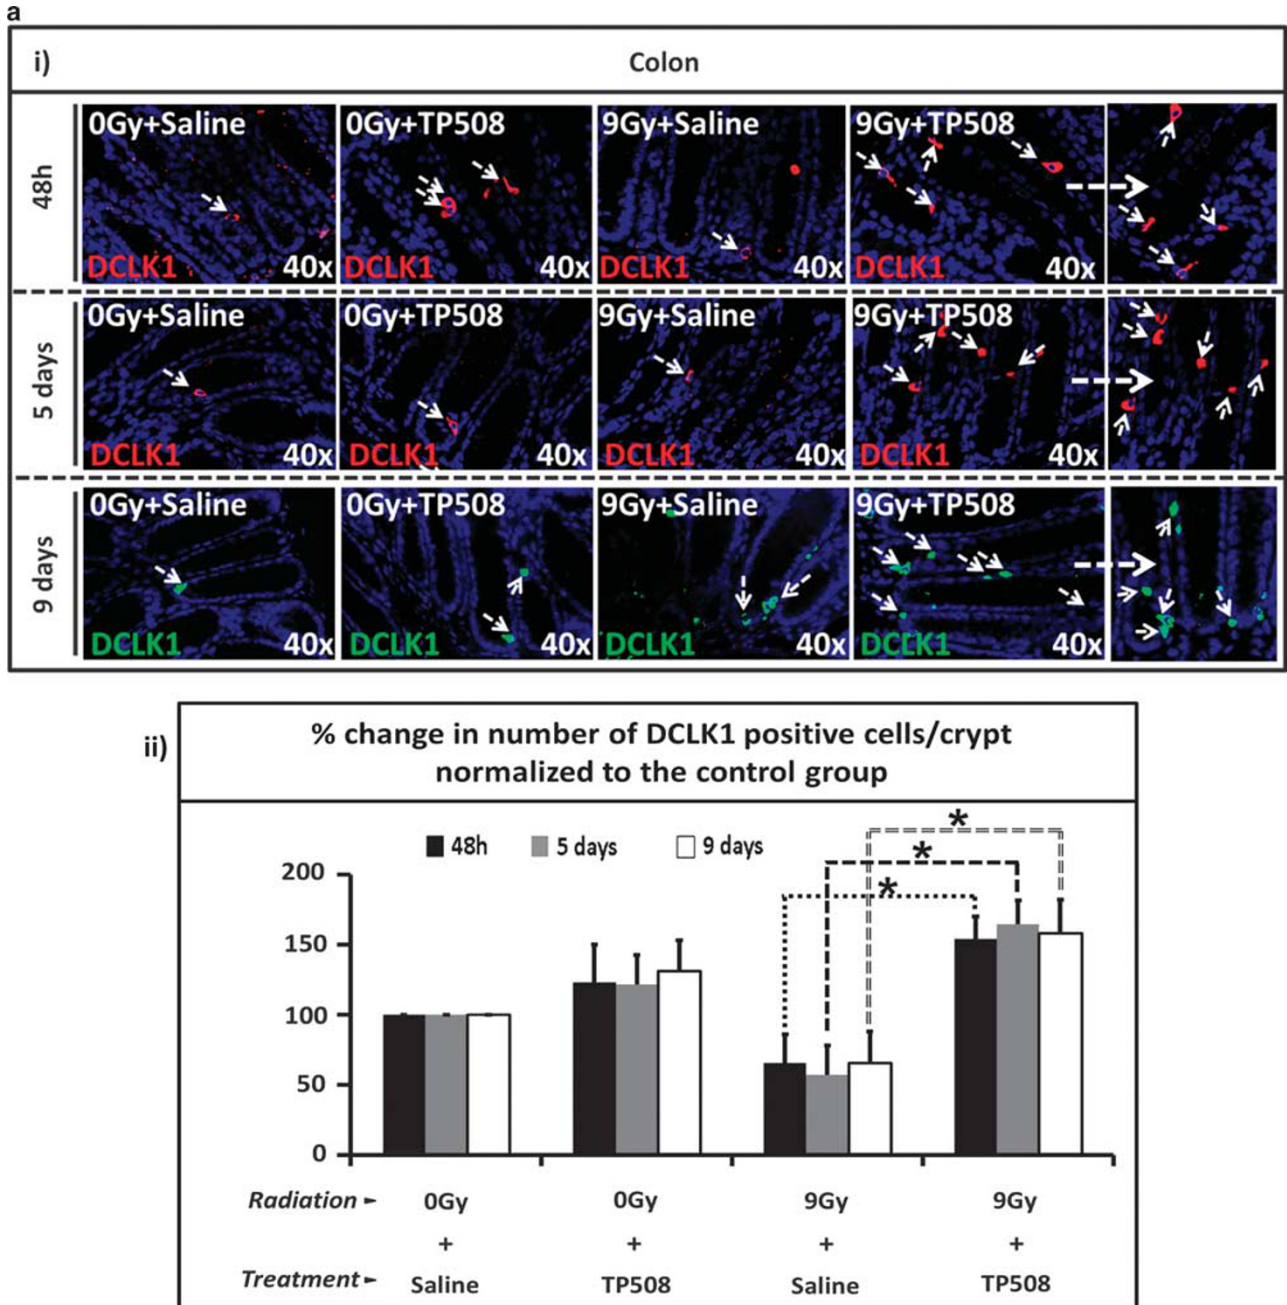 a
i)
Colon
48h
0Gy+Saline 0Gy+TP508 9Gy+Saline 9Gy+TP508
DCLK1 40x DCLK1 40x DCLK1 40x DCLK1 40x
5 days
0Gy+Saline 0Gy+TP508 9Gy+Saline 9Gy+TP508
DCLK1 40x DCLK1 40x DCLK1 40x DCLK1 40x
9 days
0Gy+Saline 0Gy+TP508 9Gy+Saline 9Gy+TP508
DCLK1 40x DCLK1 40x DCLK1 40x DCLK1 40x
ii)
% change in number of DCLK1 positive cells/crypt
normalized to the control group
48h 5 days 9 days
*
*
*
200
150
100
50
0
Radiation ► 0Gy 0Gy 9Gy 9Gy
+ + + +
Treatment ► Saline TP508 Saline TP508